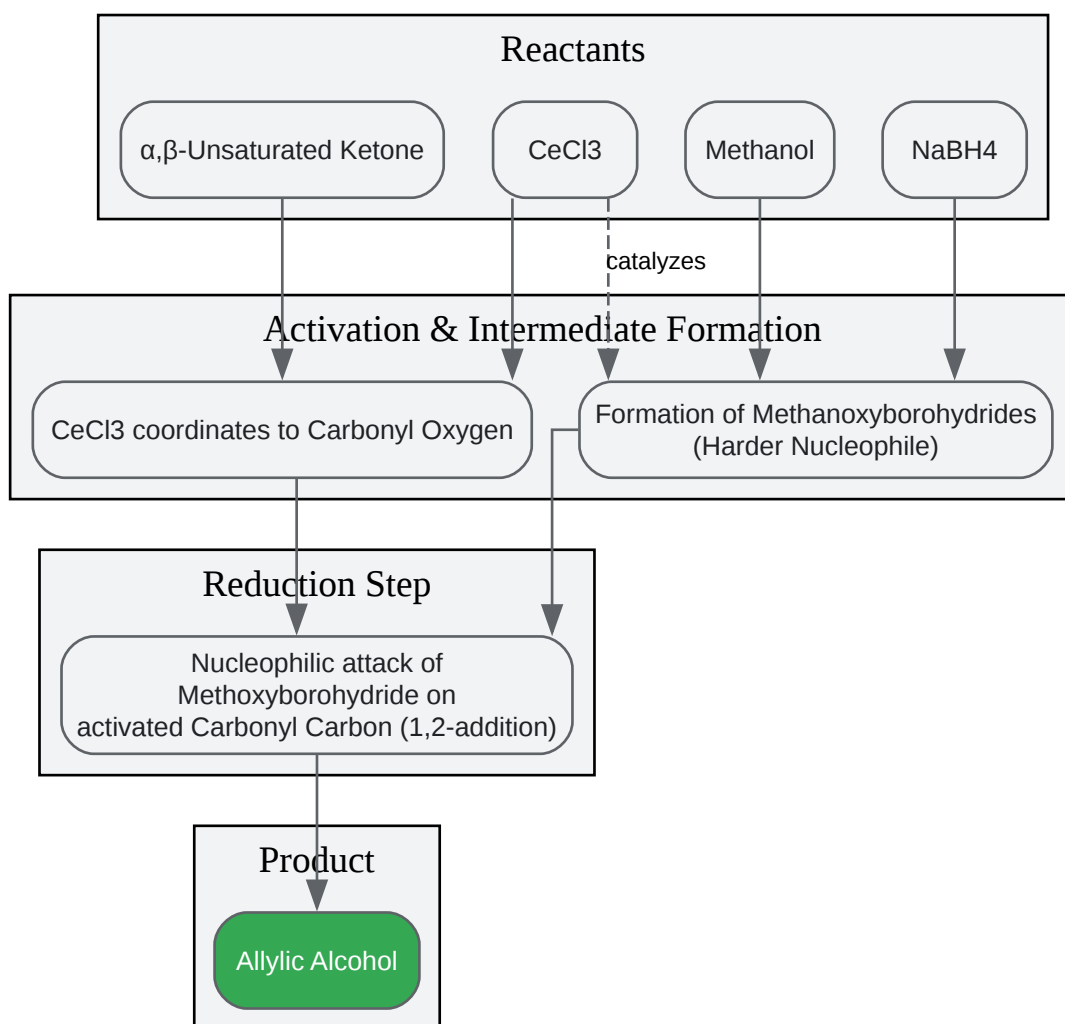 Reactants
α,β-Unsaturated Ketone
CeCl3
Methanol
NaBH4
catalyzes
Activation & Intermediate Formation
CeCl3 coordinates to Carbonyl Oxygen
Formation of Methanoxyborohydrides
(Harder Nucleophile)
Reduction Step
Nucleophilic attack of
Methoxyborohydride on
activated Carbonyl Carbon (1,2-addition)
Product
Allylic Alcohol